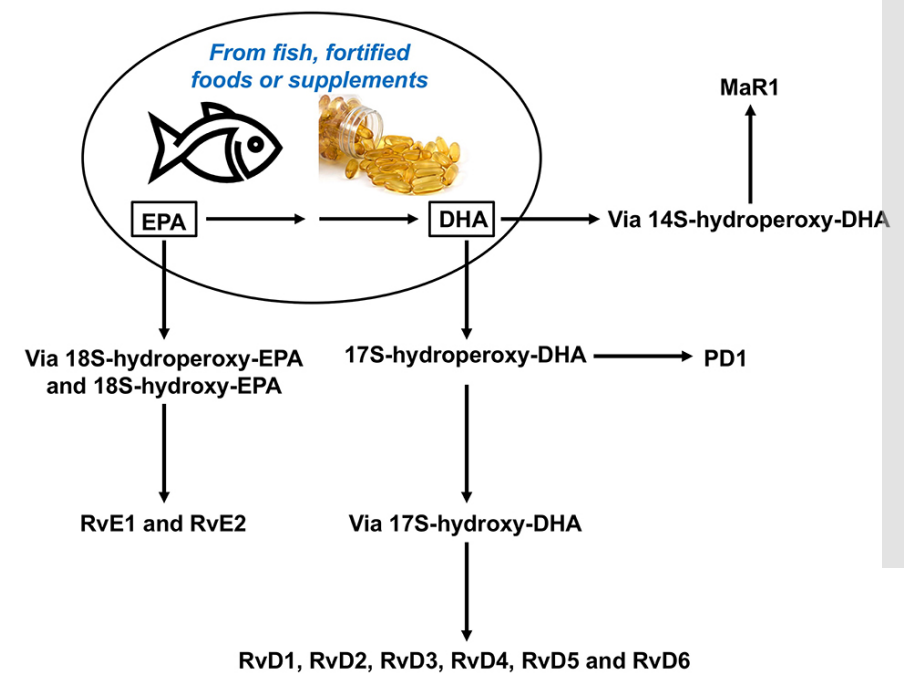 From fish, fortified
foods or supplements
MaR1
EPA
DHA
Via 14S-hydroperoxy-DHA
Via 18S-hydroperoxy-EPA
and 18S-hydroxy-EPA
17S-hydroperoxy-DHA
PD1
RvE1 and RvE2
Via 17S-hydroxy-DHA
RvD1, RvD2, RvD3, RvD4, RvD5 and RvD6